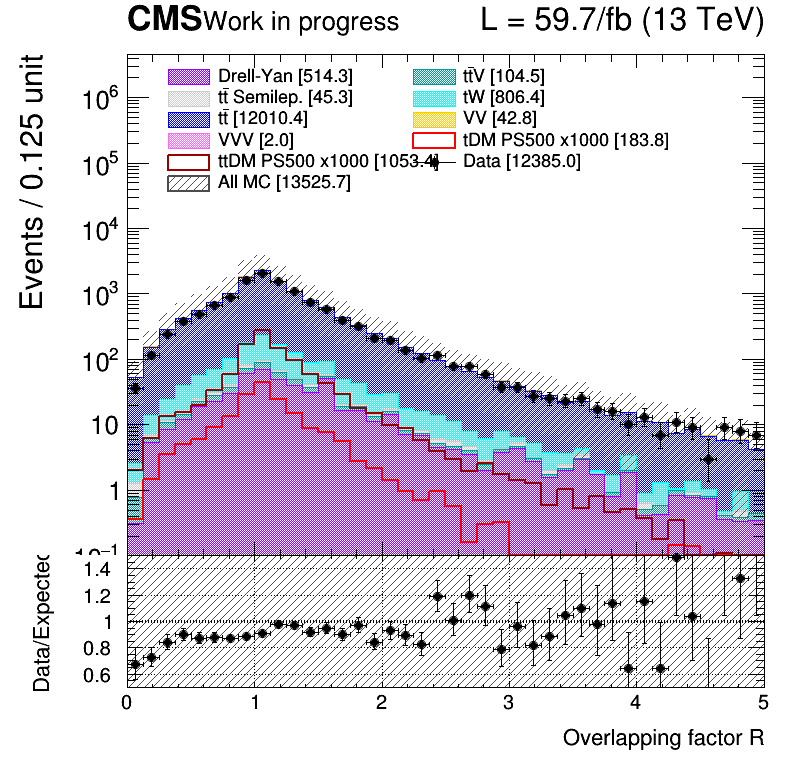 CMS Work in progress L = 59.7/fb (13 TeV)
Events / 0.125 unit
Drell-Yan [514.3] tt̄V [104.5]
tt̄ Semilep. [45.3] tW [806.4]
tt̄ [12010.4] VV [42.8]
VVV [2.0] tDM PS500 x1000 [183.8]
ttDM PS500 x1000 [1053.4] Data [12385.0]
All MC [13525.7]
10⁶
10⁵
10⁴
10³
10²
10
1
10⁻¹
Data/Expected
1.4
1.2
1
0.8
0.6
0 1 2 3 4 5
Overlapping factor R